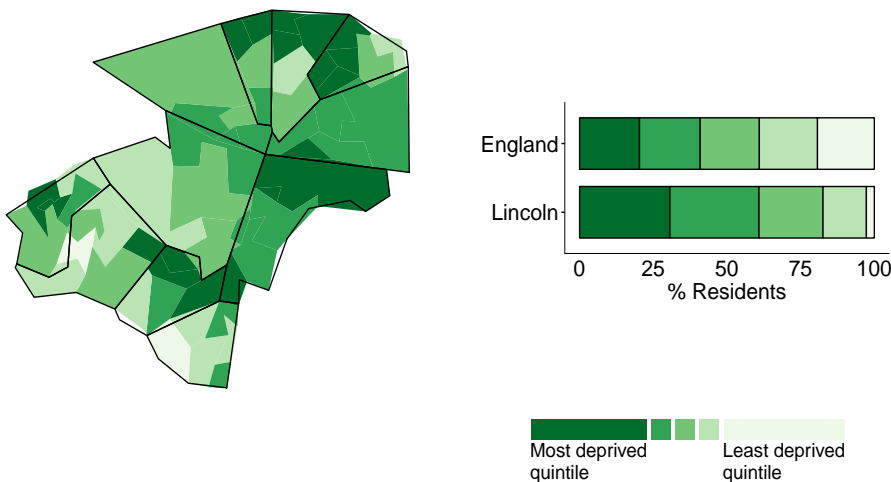 England
Lincoln
0 25 50 75 100
% Residents
Most deprived
quintile
Least deprived
quintile